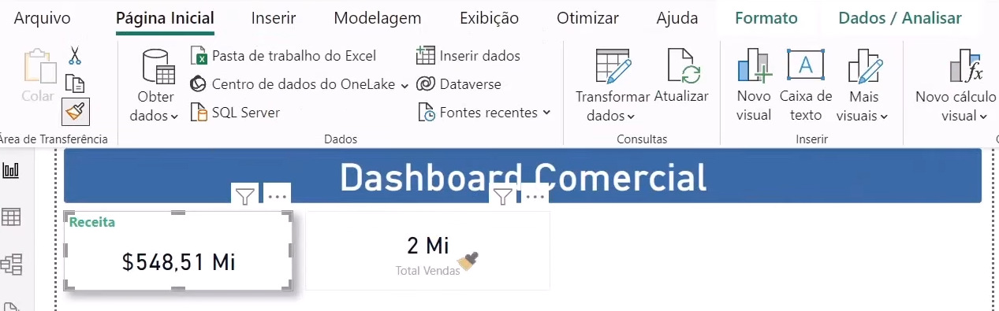 Arquivo Página Inicial Inserir Modelagem Exibição Otimizar Ajuda Formato Dados / Analisar
Colar
Área de Transferência
Obter dados
Pasta de trabalho do Excel
Centro de dados do OneLake
SQL Server
Inserir dados
Dataverse
Fontes recentes
Dados
Transformar dados
Atualizar
Consultas
Novo visual
Caixa de texto
Mais visuais
Inserir
Novo cálculo visual
Dashboard Comercial
Receita
$548,51 Mi
2 Mi
Total Vendas